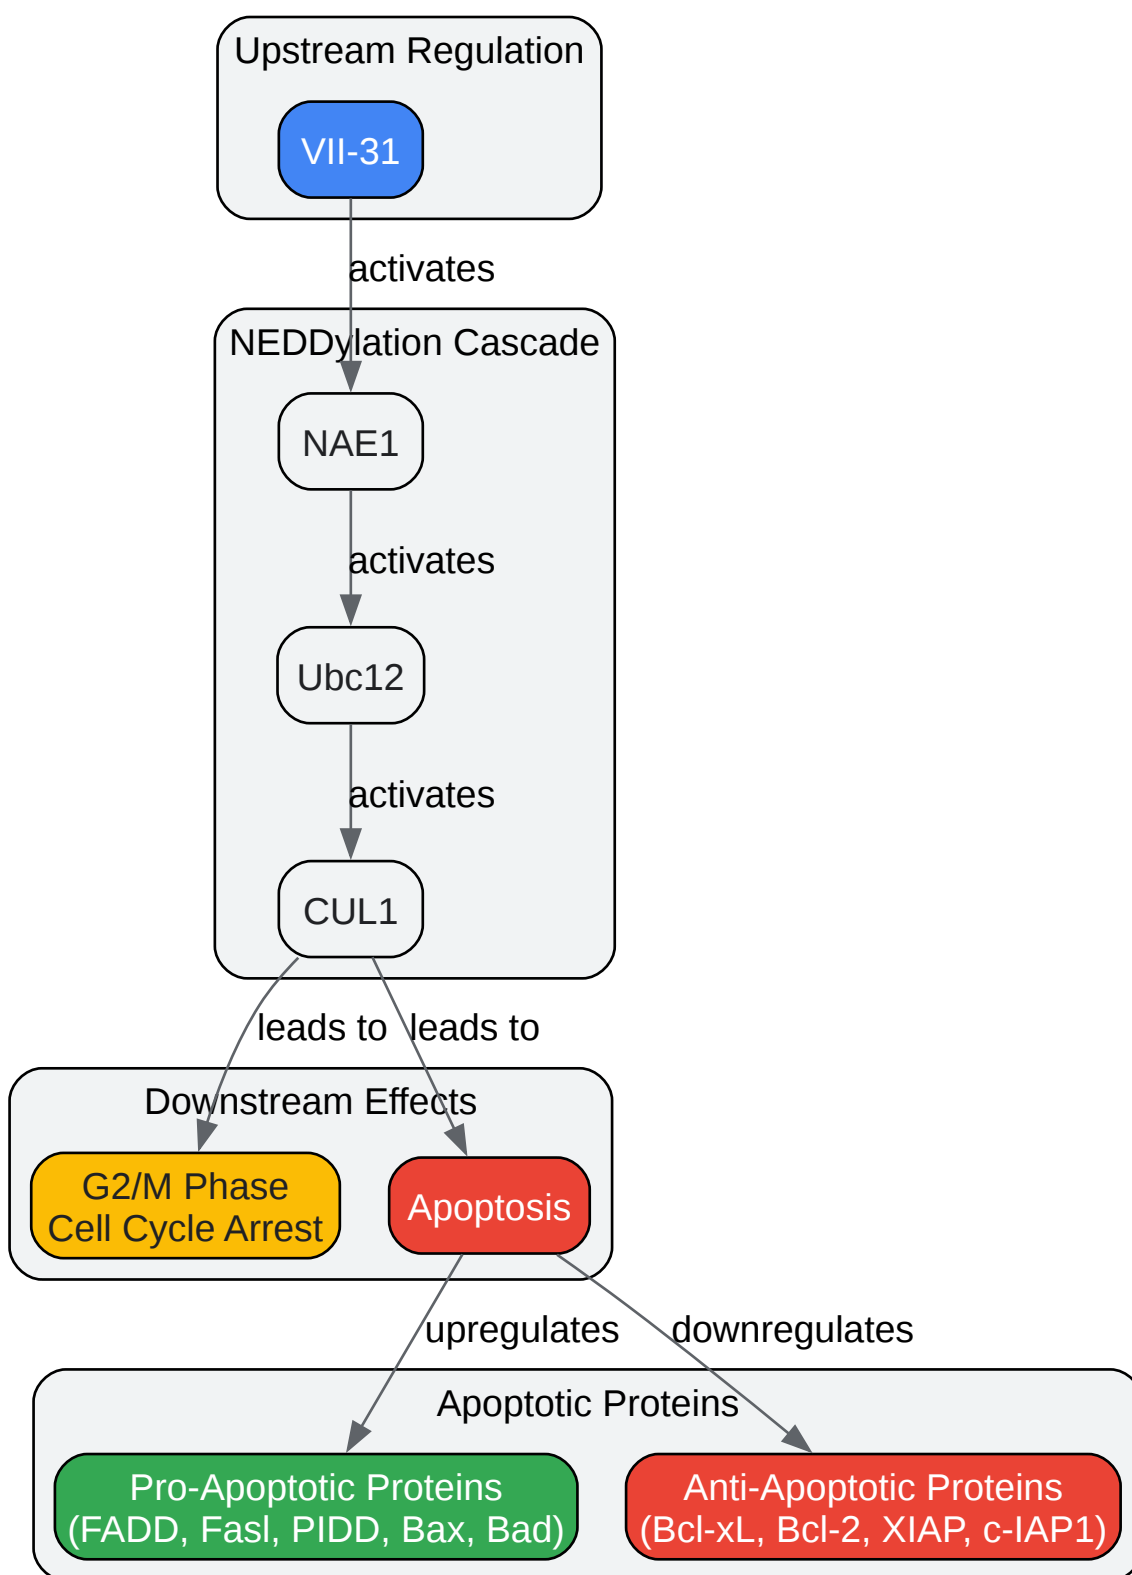 Upstream Regulation
VII-31
activates
NEDDylation Cascade
NAE1
activates
Ubc12
activates
CUL1
leads to
leads to
Downstream Effects
G2/M Phase
Cell Cycle Arrest
Apoptosis
upregulates
downregulates
Apoptotic Proteins
Pro-Apoptotic Proteins
(FADD, Fasl, PIDD, Bax, Bad)
Anti-Apoptotic Proteins
(Bcl-xL, Bcl-2, XIAP, c-IAP1)